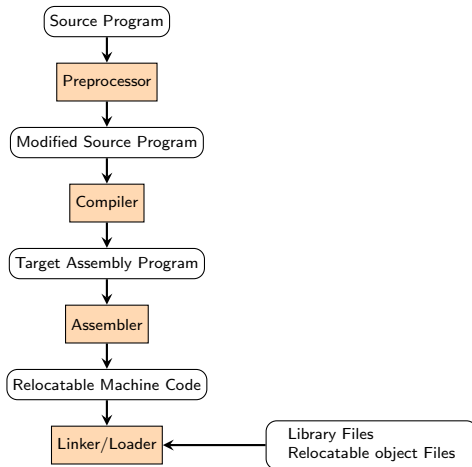 Source Program
Preprocessor
Modified Source Program
Compiler
Target Assembly Program
Assembler
Relocatable Machine Code
Linker/Loader
Library Files
Relocatable object Files